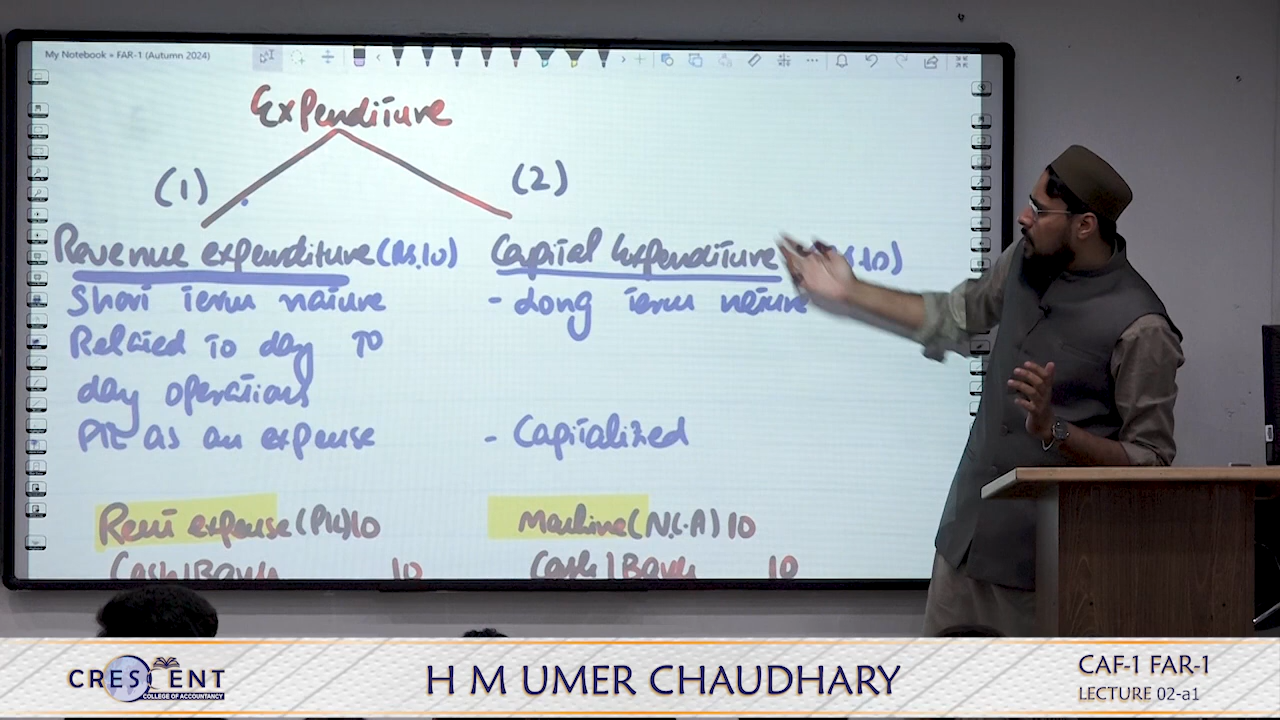 My Notebook » FAR-1 (Autumn 2024)
Expenditure
(1) (2)
Revenue expenditure (Rs.10) Capital Expenditure .10)
Short term nature - Long term nature
Related to day to
day operations
P/L as an expense - Capitalized
Rent expense (P/L) 10 Machine (N.C.A) 10
Cash/Bank 10 Cash/Bank 10
CRESCENT
COLLEGE OF ACCOUNTANCY
H M UMER CHAUDHARY
CAF-1 FAR-1
LECTURE 02-a1